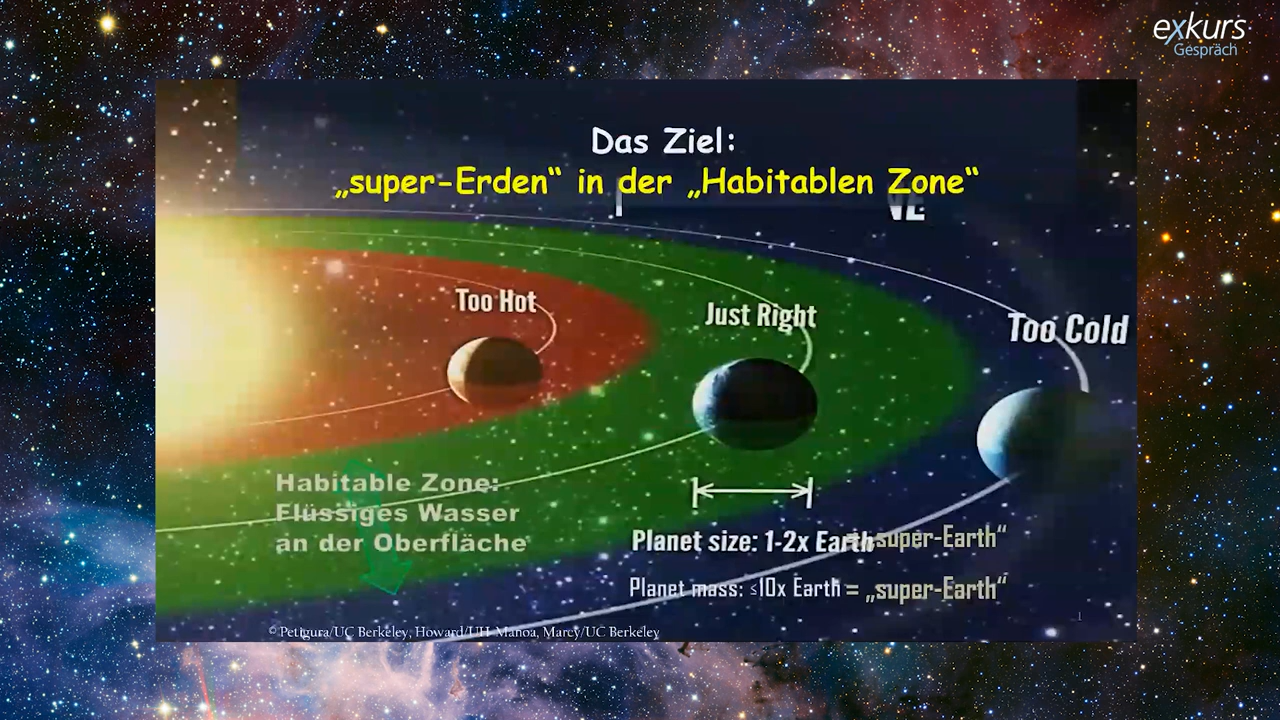 exkurs
Gespräch
Das Ziel:
„super-Erden“ in der „Habitablen Zone“
Too Hot
Just Right
Too Cold
Habitable Zone:
Flüssiges Wasser
an der Oberfläche
Planet size: 1-2x Earth = „super-Earth“
Planet mass: ≤10x Earth = „super-Earth“
1
© Petigura/UC Berkeley, Howard/UH-Manoa, Marcy/UC Berkeley